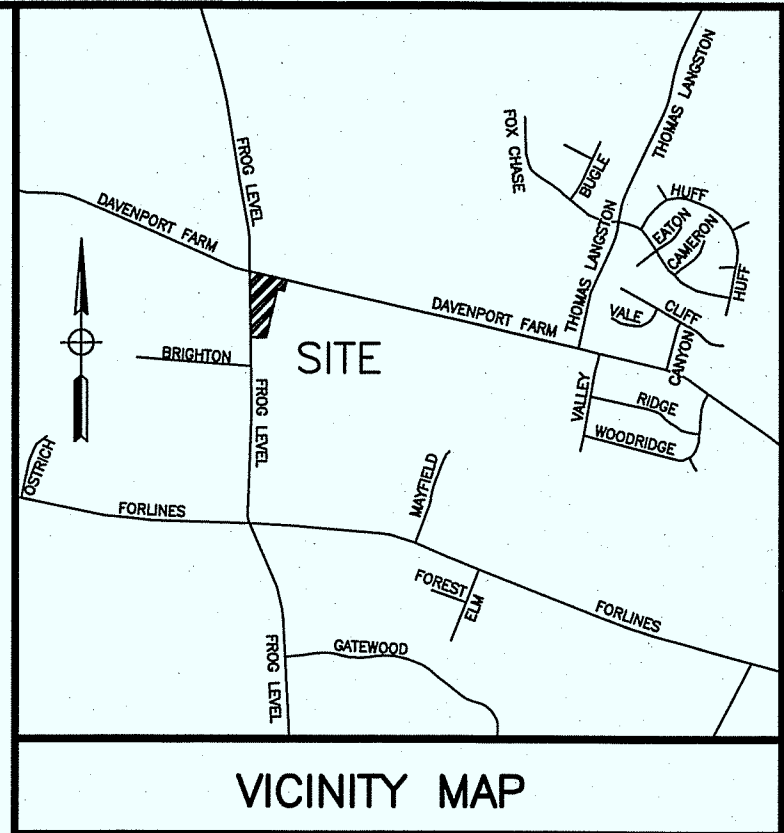 THOMAS LANGSTON
FOX CHASE
BUGLE
FROG LEVEL
HUFF
EATON
CAMERON
DAVENPORT FARM
THOMAS LANGSTON
HUFF
DAVENPORT FARM
VALE
CLIFF
CANYON
SITE
BRIGHTON
VALLEY
RIDGE
FROG LEVEL
WOODRIDGE
OSTRICH
MAYFIELD
FORLINES
FOREST
ELM
FORLINES
FROG LEVEL
GATEWOOD
VICINITY MAP